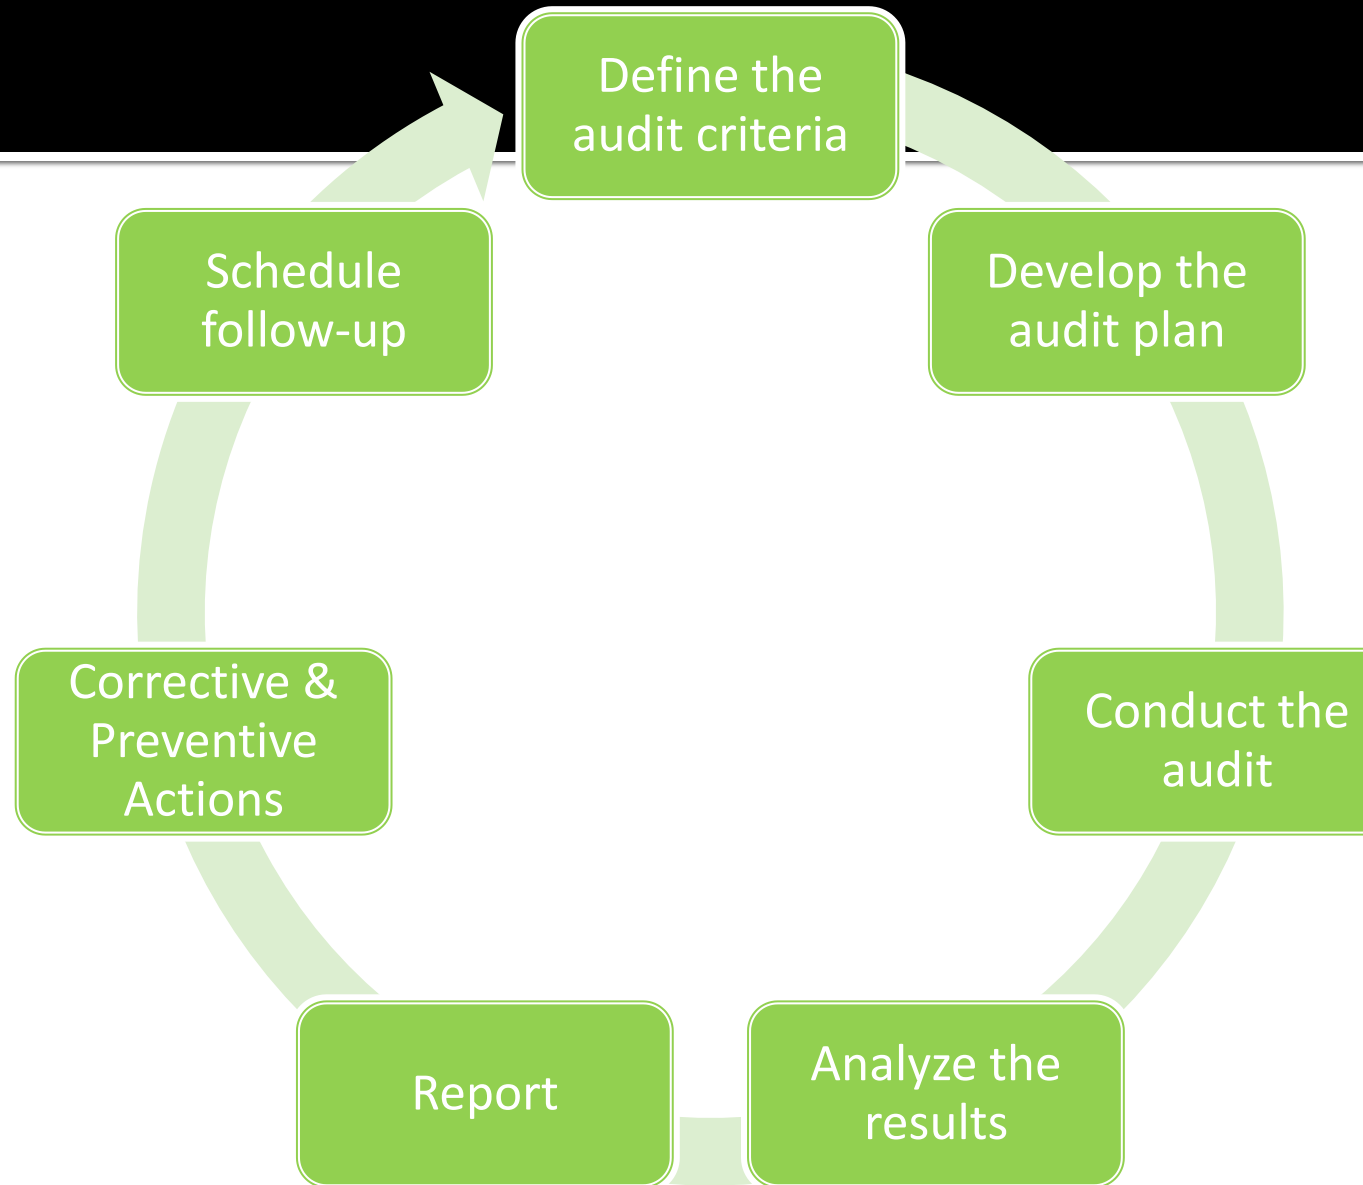 Define the
audit criteria
Develop the
audit plan
Conduct the
audit
Analyze the
results
Report
Corrective &
Preventive
Actions
Schedule
follow-up